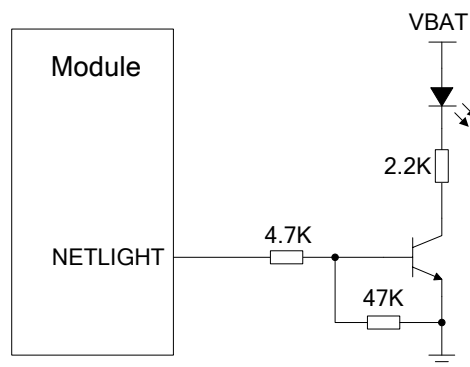 VBAT
Module
2.2K
4.7K
NETLIGHT
47K